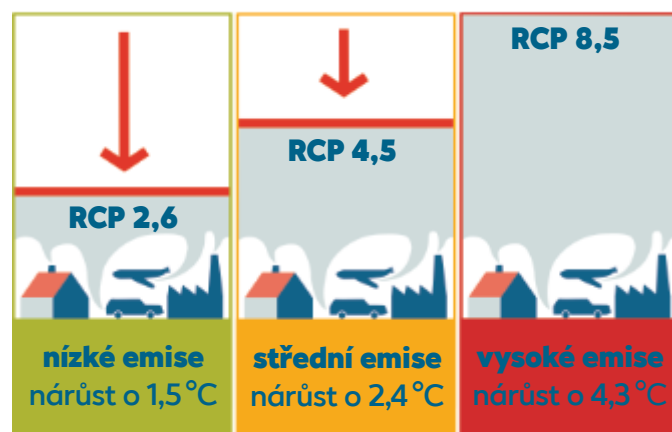 RCP 2,6
nízké emise
nárůst o 1,5 °C
RCP 4,5
střední emise
nárůst o 2,4 °C
RCP 8,5
vysoké emise
nárůst o 4,3 °C